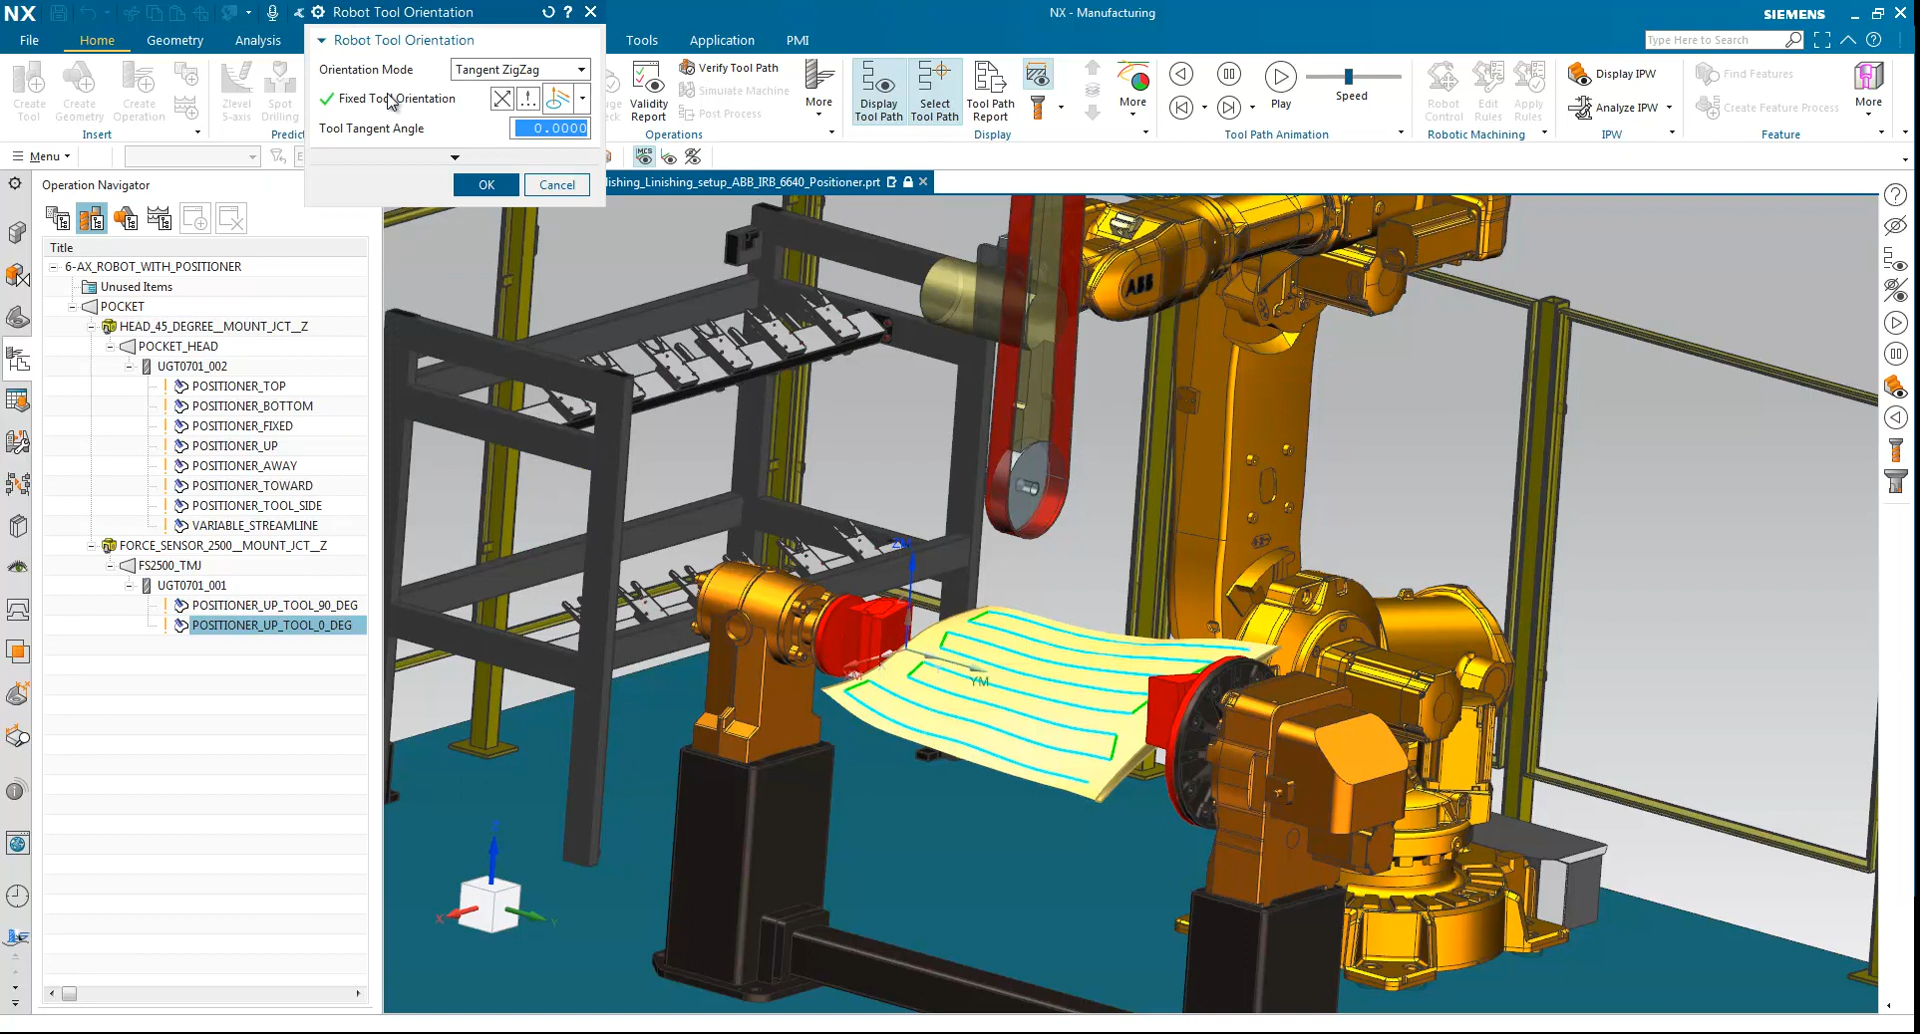 NX
Robot Tool Orientation
NX - Manufacturing
SIEMENS
File
Home
Geometry
Analysis
Tools
Application
PMI
Type Here to Search
Robot Tool Orientation
Orientation Mode
Tangent ZigZag
Fixed Tool Orientation
Tool Tangent Angle
0.0000
OK
Cancel
Create Tool
Create Geometry
Insert
Zlevel 5-axis
Spot Drilling
Validity Report
Verify Tool Path
Simulate Machine
Post Process
More
Operations
Display Tool Path
Select Tool Path
Tool Path Report
More
Display
Play
Speed
Tool Path Animation
Robot Control
Edit Rules
Apply Rules
Robotic Machining
Display IPW
Analyze IPW
IPW
Find Features
Create Feature Process
More
Feature
Menu
MCS
ishing_Linishing_setup_ABB_IRB_6640_Positioner.prt
Operation Navigator
Title
6-AX_ROBOT_WITH_POSITIONER
Unused Items
POCKET
HEAD_45_DEGREE__MOUNT_JCT__Z
POCKET_HEAD
UGT0701_002
POSITIONER_TOP
POSITIONER_BOTTOM
POSITIONER_FIXED
POSITIONER_UP
POSITIONER_AWAY
POSITIONER_TOWARD
POSITIONER_TOOL_SIDE
VARIABLE_STREAMLINE
FORCE_SENSOR_2500__MOUNT_JCT__Z
FS2500_TMJ
UGT0701_001
POSITIONER_UP_TOOL_90_DEG
POSITIONER_UP_TOOL_0_DEG
ABB
ZM
XM
YM
Z
X
Y